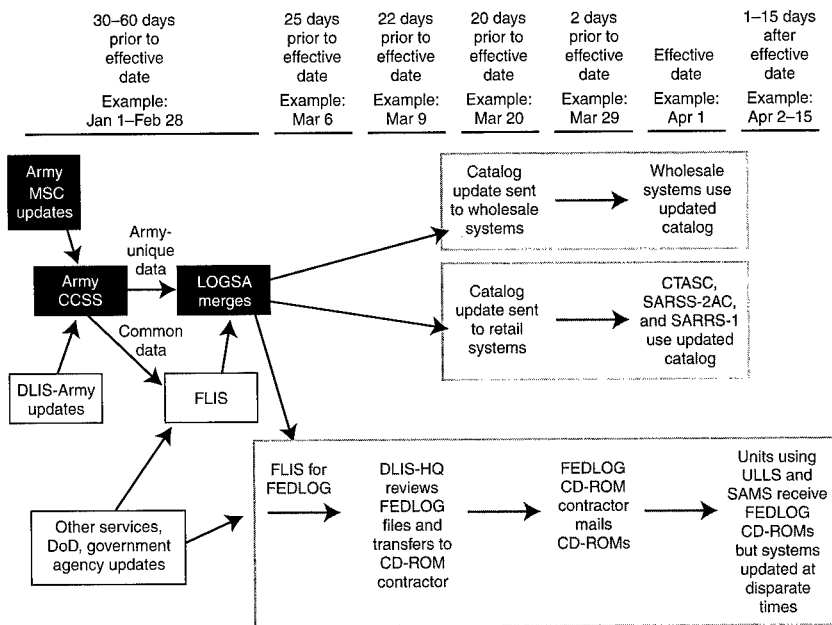 30–60 days
prior to
effective
date
Example:
Jan 1–Feb 28
25 days
prior to
effective
date
Example:
Mar 6
22 days
prior to
effective
date
Example:
Mar 9
20 days
prior to
effective
date
Example:
Mar 20
2 days
prior to
effective
date
Example:
Mar 29
Effective
date
Example:
Apr 1
1–15 days
after
effective
date
Example:
Apr 2–15
Army
MSC
updates
Army
CCSS
Army-
unique
data
LOGSA
merges
Common
data
DLIS-Army
updates
FLIS
Other services,
DoD, government
agency updates
Catalog
update sent
to wholesale
systems
Wholesale
systems use
updated
catalog
Catalog
update sent
to retail
systems
CTASC,
SARSS-2AC,
and SARRS-1
use updated
catalog
FLIS for
FEDLOG
DLIS-HQ
reviews
FEDLOG
files and
transfers to
CD-ROM
contractor
FEDLOG
CD-ROM
contractor
mails
CD-ROMs
Units using
ULLS and
SAMS receive
FEDLOG
CD-ROMs
but systems
updated at
disparate
times